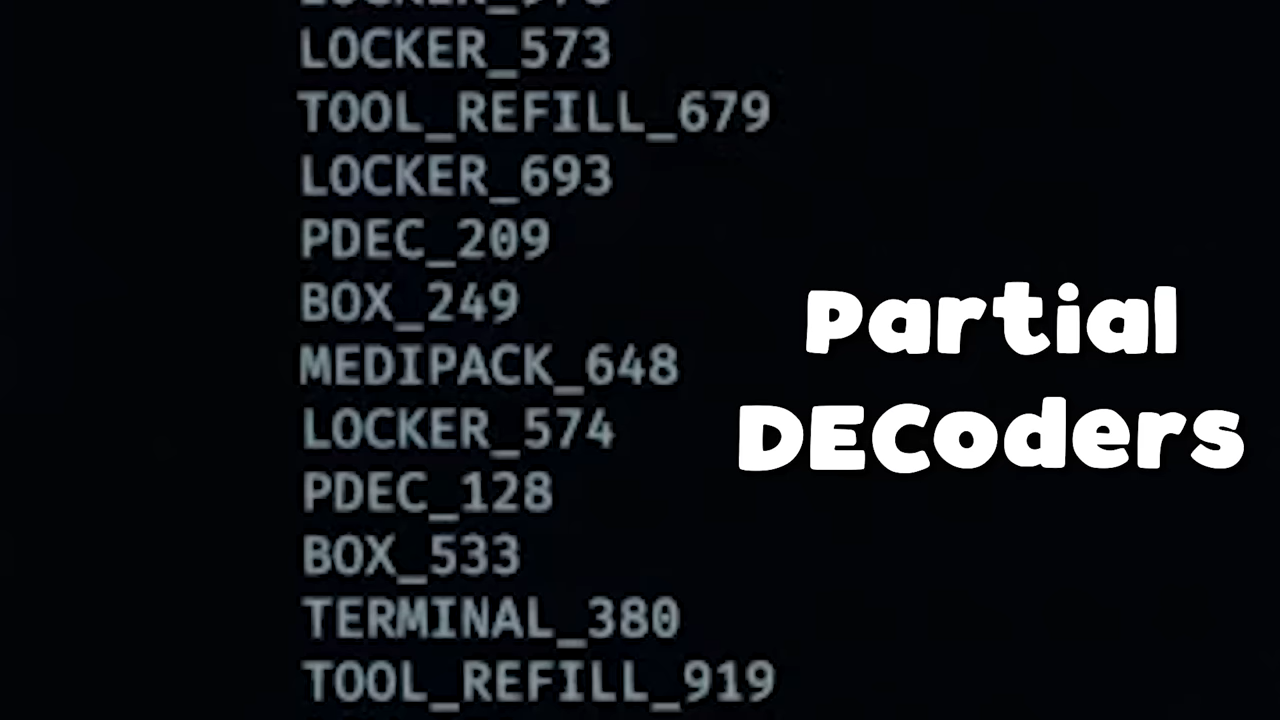 LOCKER_573
TOOL_REFILL_679
LOCKER_693
PDEC_209
BOX_249
MEDIPACK_648
LOCKER_574
PDEC_128
BOX_533
TERMINAL_380
TOOL_REFILL_919
Partial
DECoders